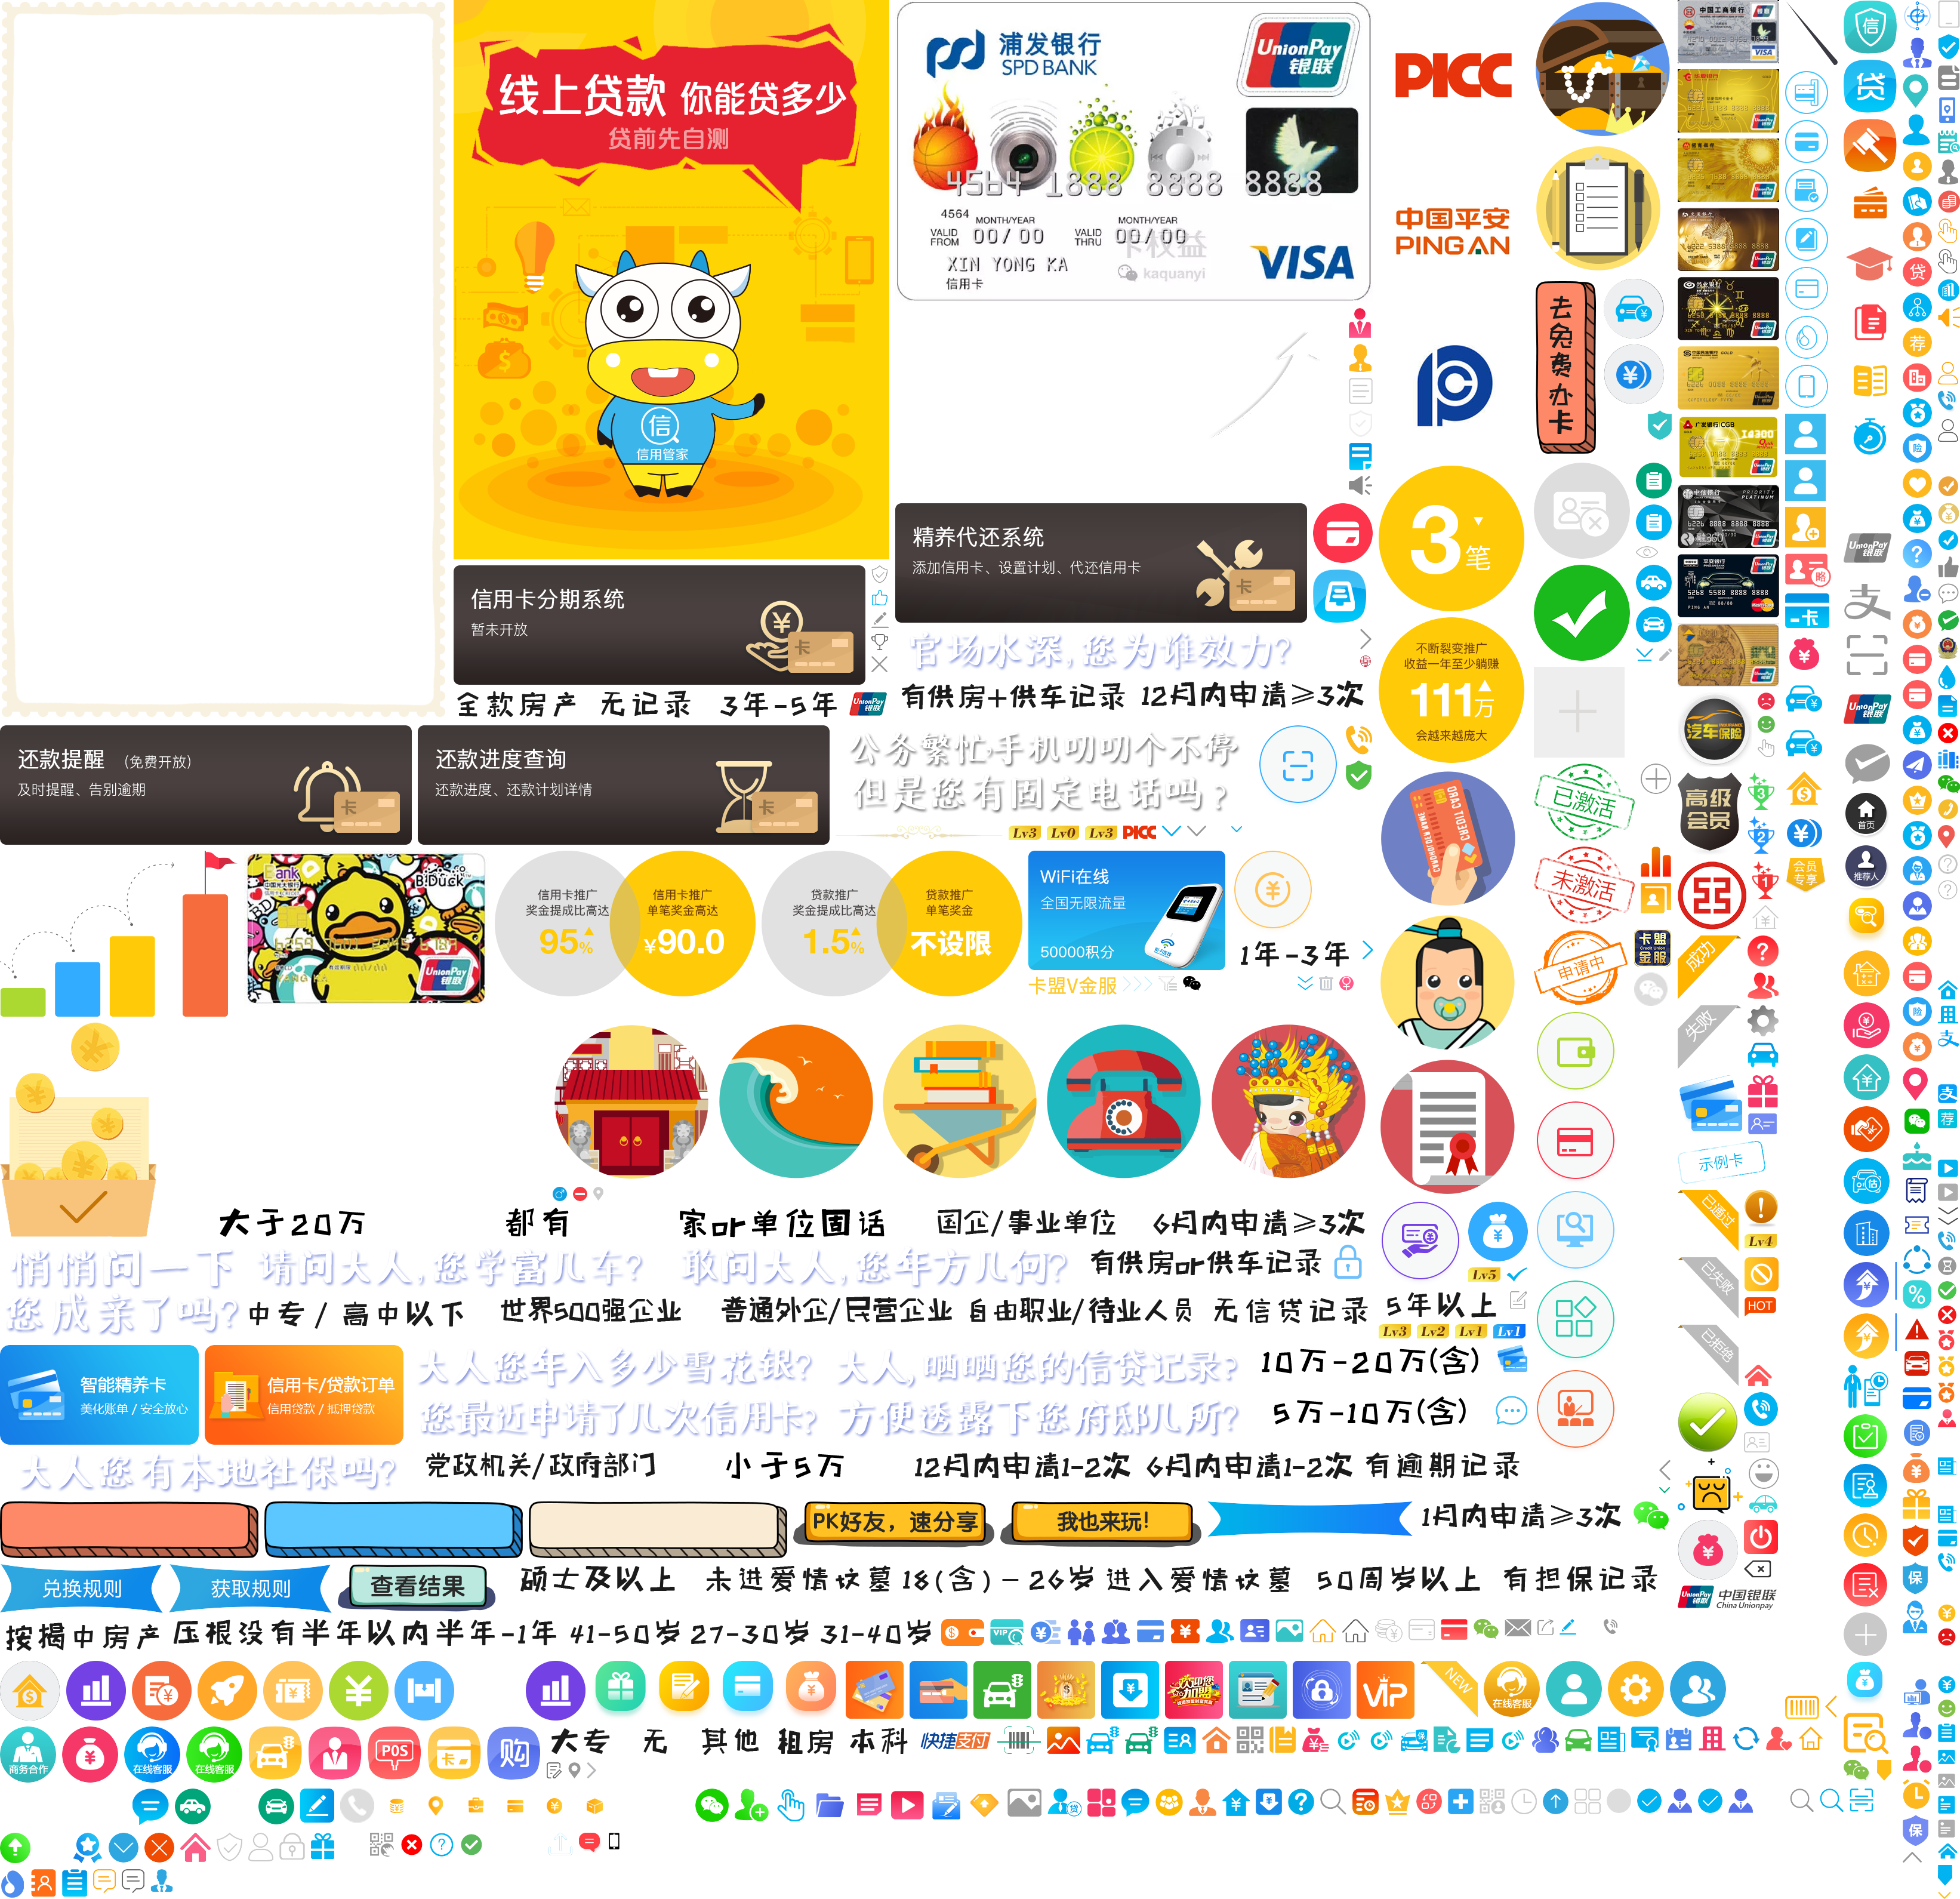 线上贷款 你能贷多少
贷前先自测
信
信用管家
浦发银行
SPD BANK
UnionPay
银联
4564 1888 8888 8888
4564
MONTH/YEAR
MONTH/YEAR
VALID FROM
00/00
VALID THRU
00/00
XIN YONG KA
信用卡
卡权益
kaquanyi
VISA
PICC
中国平安
PING AN
去免费办卡
信
贷
精养代还系统
添加信用卡、设置计划、代还信用卡
卡
信用卡分期系统
暂未开放
卡
3笔
不断裂变推广
收益一年至少躺赚
111万
会越来越庞大
官场水深,您为谁效力?
全款房产
无记录
3年-5年
有供房+供车记录
12月内申请≥3次
还款提醒 (免费开放)
及时提醒、告别逾期
卡
还款进度查询
还款进度、还款计划详情
卡
公务繁忙手机叨叨个不停
但是您有固定电话吗？
Lv3
Lv0
Lv3
PICC
已激活
未激活
申请中
汽车保险
高级会员
会员专享
首页
推荐人
信用卡推广
奖金提成比高达
95%
信用卡推广
单笔奖金高达
¥90.0
贷款推广
奖金提成比高达
1.5%
贷款推广
单笔奖金
不设限
WiFi在线
全国无限流量
50000积分
1年-3年
卡盟V金服
卡盟金服
成功
失败
示例卡
已通过
已失败
已拒绝
Lv4
HOT
大于20万
都有
家or单位固话
国企/事业单位
6月内申请≥3次
悄悄问一下
您成亲了吗?
请问大人,您学富几车?
敢问大人,您年方几何?
有供房or供车记录
Lv5
中专/高中以下
世界500强企业
普通外企/民营企业
自由职业/待业人员
无信贷记录
5年以上
Lv3
Lv2
Lv1
Lv1
智能精养卡
美化账单 / 安全放心
信用卡/贷款订单
信用贷款 / 抵押贷款
大人您年入多少雪花银?
大人,晒晒您的信贷记录?
10万-20万(含)
您最近申请了几次信用卡?
方便透露下您府邸几所?
5万-10万(含)
大人您有本地社保吗?
党政机关/政府部门
小于5万
12月内申请1-2次
6月内申请1-2次
有逾期记录
PK好友，速分享
我也来玩!
1月内申请≥3次
兑换规则
获取规则
查看结果
硕士及以上
未进爱情坟墓
18(含)-26岁
进入爱情坟墓
50周岁以上
有担保记录
UnionPay
银联
中国银联
China Unionpay
按揭中房产
压根没有
半年以内
半年-1年
41-50岁
27-30岁
31-40岁
VIP
欢迎您加盟
VIP
NEW
在线客服
商务合作
在线客服
在线客服
POS
卡
购
大专
无
其他
租房
本科
快捷支付
保
保